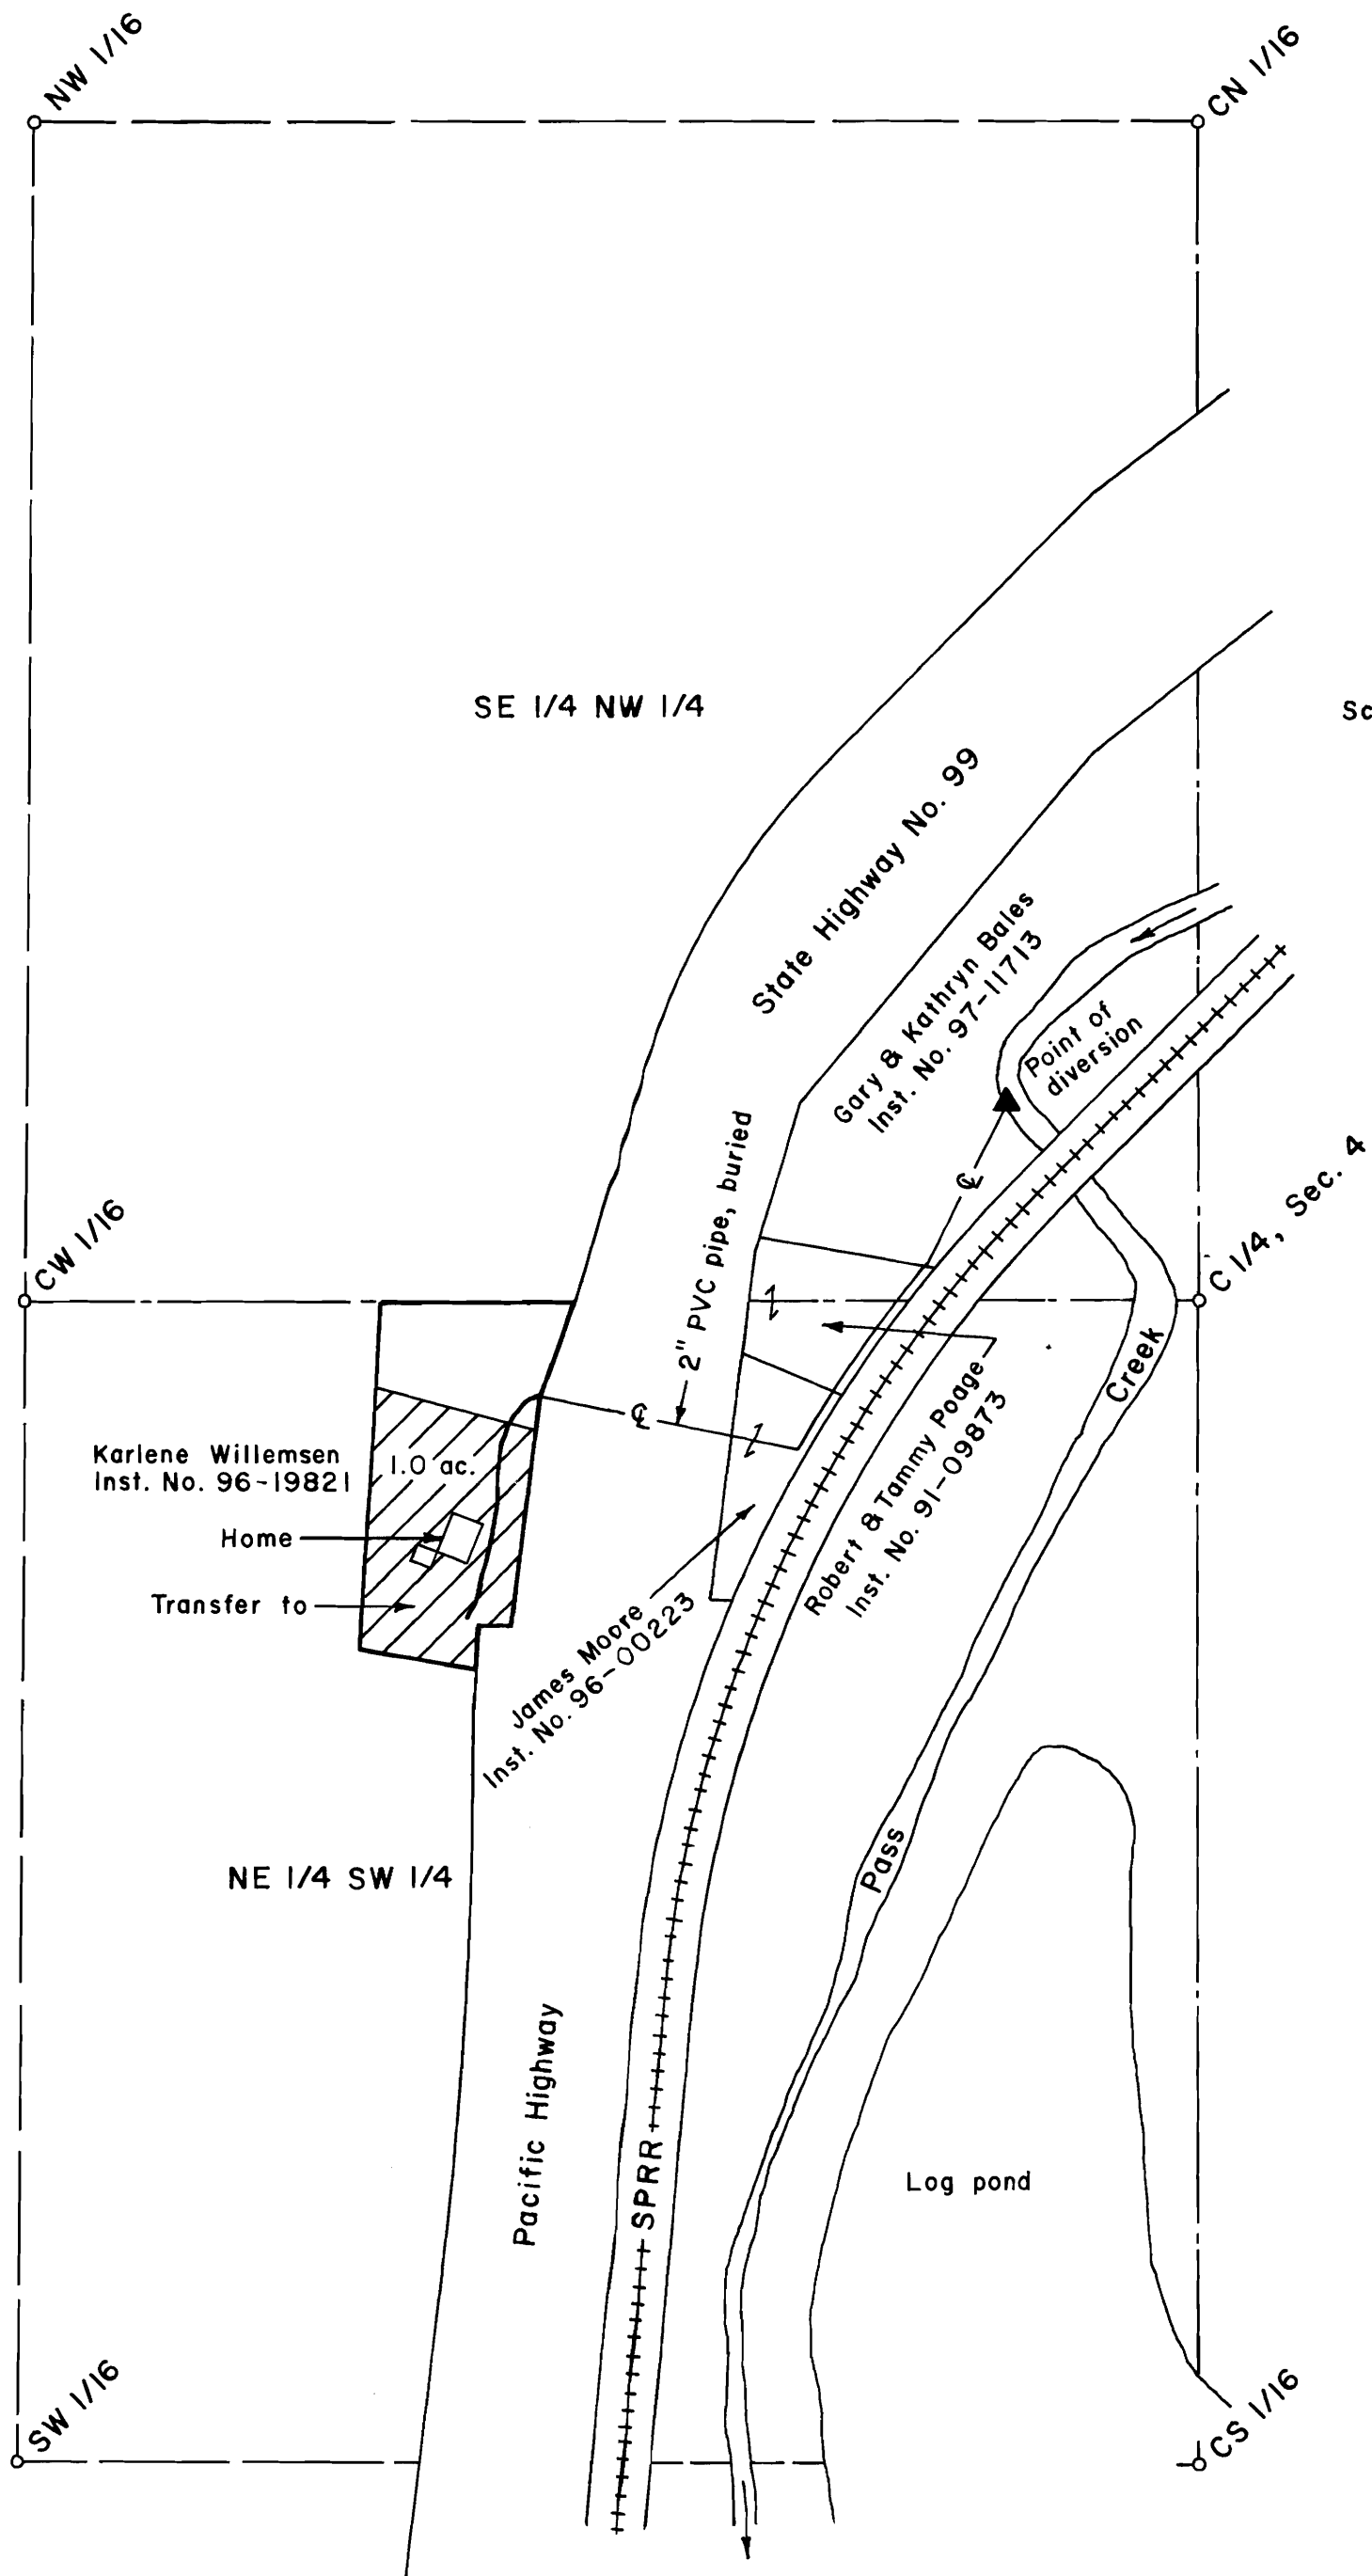 NW 1/16
CN 1/16
SE 1/4 NW 1/4
Sc
State Highway No. 99
Gary & Kathryn Bales
Inst. No. 97-11713
Point of
diversion
2" PVC pipe, buried
℄
CW 1/16
C 1/4, Sec. 4
℄
Creek
Karlene Willemsen
Inst. No. 96-19821
1.0 ac.
Home
Transfer to
Robert & Tammy Poage
Inst. No. 91-09873
James Moore
Inst. No. 96-00223
NE 1/4 SW 1/4
Pass
Pacific Highway
SPRR
Log pond
SW 1/16
CS 1/16